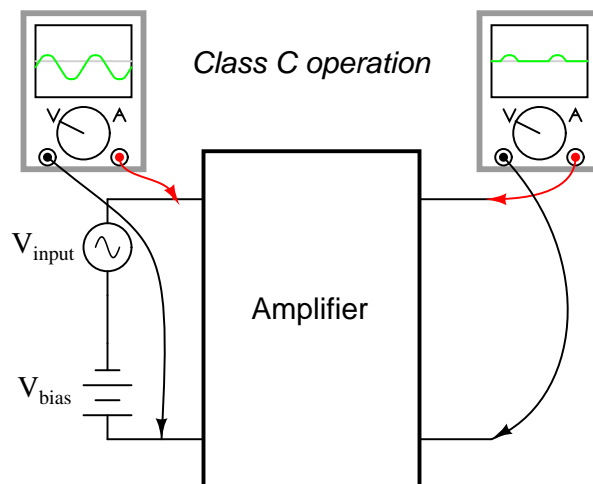 Class C operation
V A
V A
V input
Amplifier
V bias